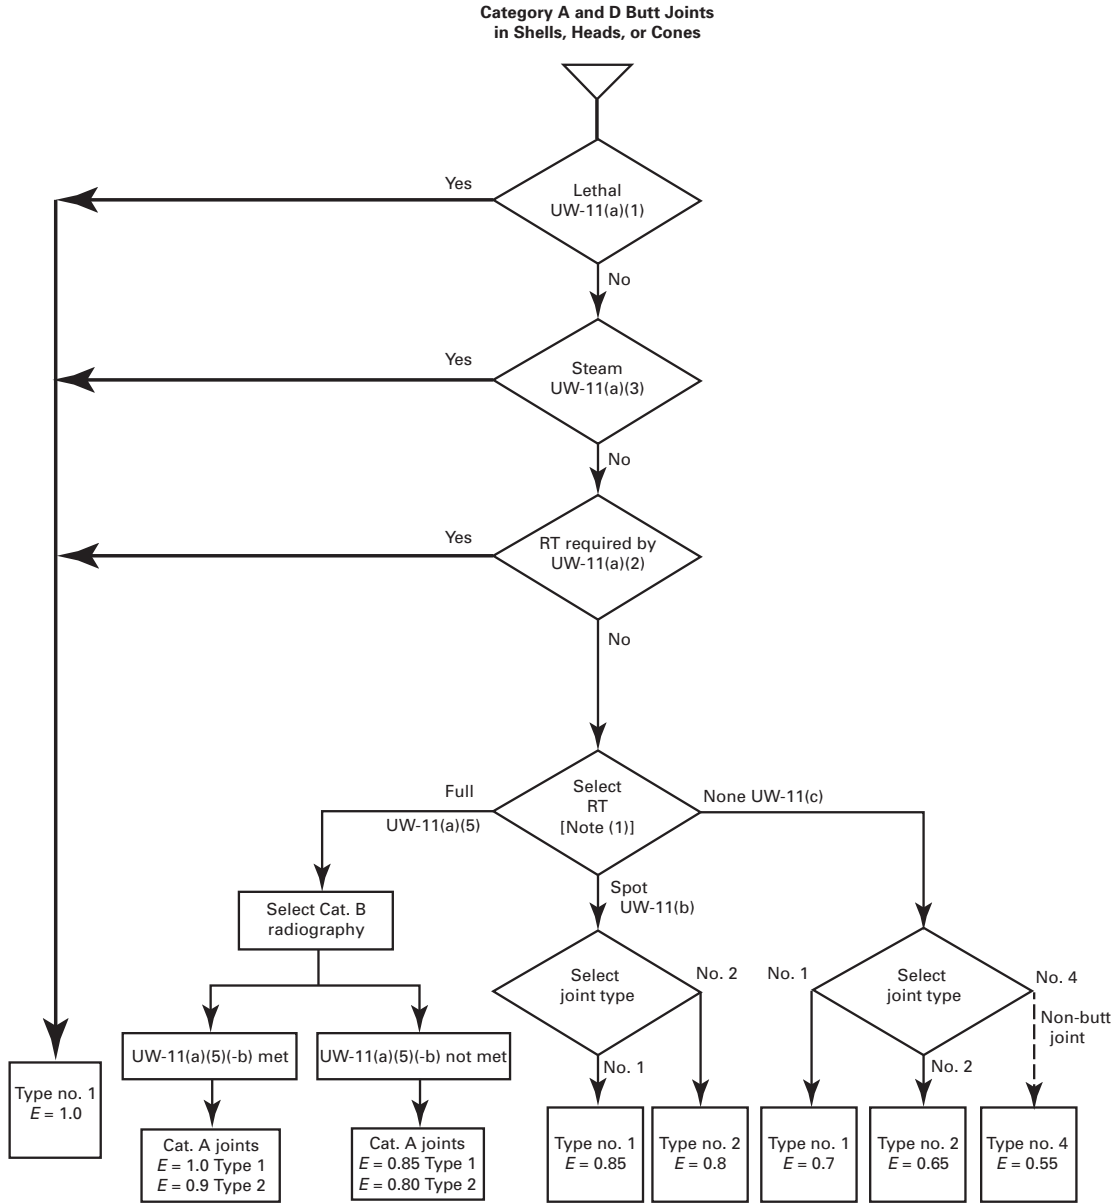 Category A and D Butt Joints
in Shells, Heads, or Cones
Yes
Lethal
UW-11(a)(1)
No
Yes
Steam
UW-11(a)(3)
No
Yes
RT required by
UW-11(a)(2)
No
Full
UW-11(a)(5)
Select
RT
[Note (1)]
None UW-11(c)
Spot
UW-11(b)
Select Cat. B
radiography
Select
joint type
No. 2
No. 1
No. 1
Select
joint type
No. 4
Non-butt
joint
No. 2
UW-11(a)(5)(-b) met
UW-11(a)(5)(-b) not met
Type no. 1
E = 1.0
Cat. A joints
E = 1.0 Type 1
E = 0.9 Type 2
Cat. A joints
E = 0.85 Type 1
E = 0.80 Type 2
Type no. 1
E = 0.85
Type no. 2
E = 0.8
Type no. 1
E = 0.7
Type no. 2
E = 0.65
Type no. 4
E = 0.55